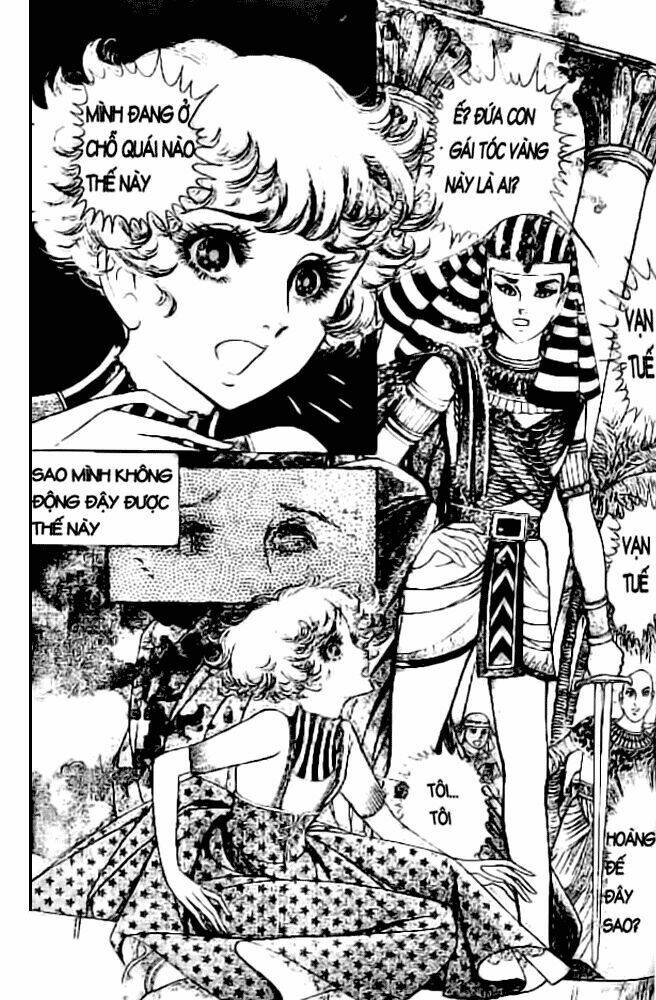 MÌNH ĐANG Ở
CHỖ QUÁI NÀO
THẾ NÀY
Ế? ĐỨA CON
GÁI TÓC VÀNG
NÀY LÀ AI?
VẠN
TUẾ
SAO MÌNH KHÔNG
ĐỘNG ĐẬY ĐƯỢC
THẾ NÀY
VẠN
TUẾ
TÔI...
TÔI
HOÀNG
ĐẾ
ĐÂY
SAO?